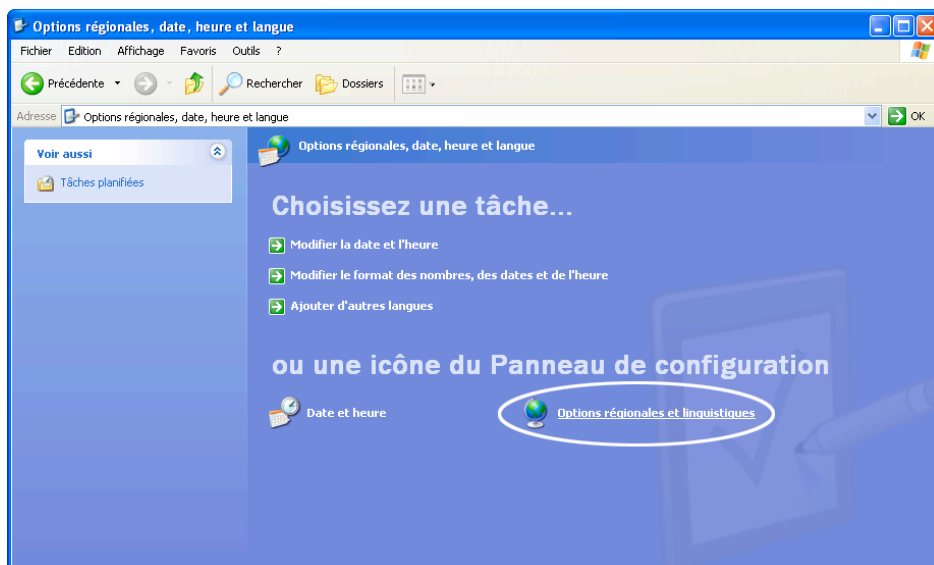 Options régionales, date, heure et langue
Fichier Edition Affichage Favoris Outils ?
Précédente Rechercher Dossiers
Adresse Options régionales, date, heure et langue OK
Voir aussi
Tâches planifiées
Options régionales, date, heure et langue
Choisissez une tâche...
Modifier la date et l'heure
Modifier le format des nombres, des dates et de l'heure
Ajouter d'autres langues
ou une icône du Panneau de configuration
Date et heure Options régionales et linguistiques